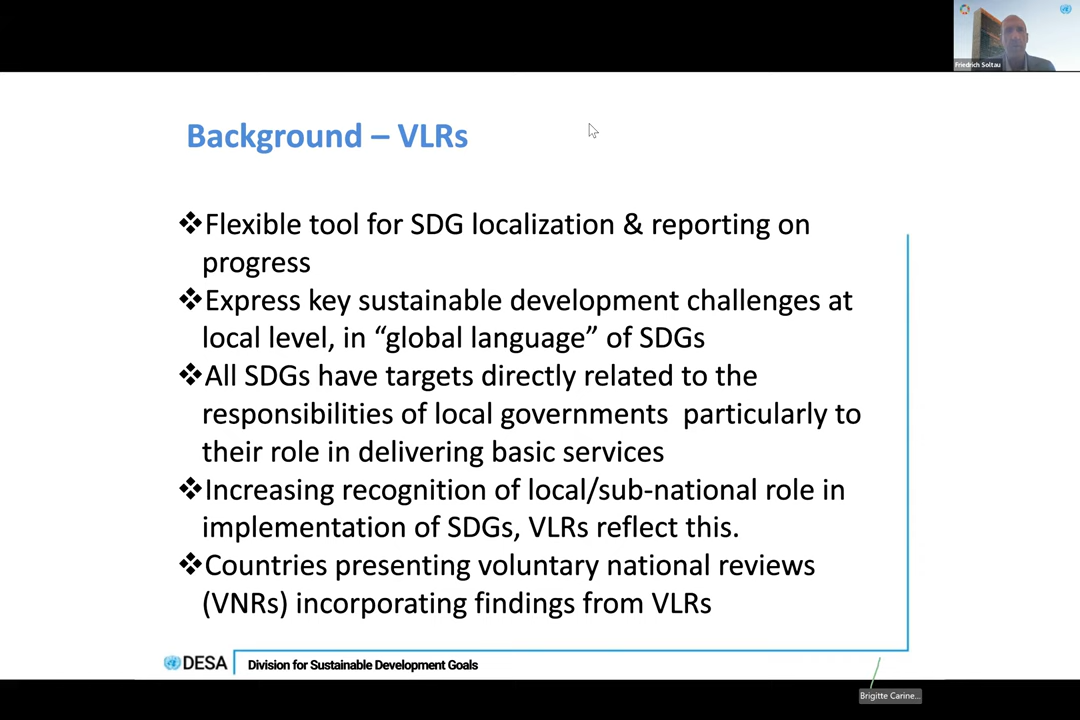 Friedrich Soltau
Background – VLRs
❖Flexible tool for SDG localization & reporting on
progress
❖Express key sustainable development challenges at
local level, in “global language” of SDGs
❖All SDGs have targets directly related to the
responsibilities of local governments  particularly to
their role in delivering basic services
❖Increasing recognition of local/sub-national role in
implementation of SDGs, VLRs reflect this.
❖Countries presenting voluntary national reviews
(VNRs) incorporating findings from VLRs
DESA Division for Sustainable Development Goals
Brigitte Carine...